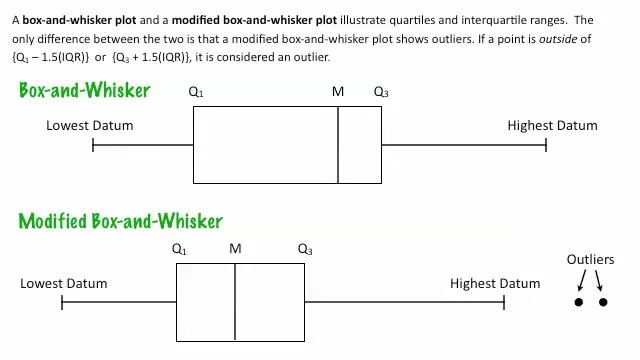 A box-and-whisker plot and a modified box-and-whisker plot illustrate quartiles and interquartile ranges. The
only difference between the two is that a modified box-and-whisker plot shows outliers. If a point is outside of
{Q₁ – 1.5(IQR)} or {Q₃ + 1.5(IQR)}, it is considered an outlier.
Box-and-Whisker
Q₁ M Q₃
Lowest Datum Highest Datum
Modified Box-and-Whisker
Q₁ M Q₃
Outliers
Lowest Datum Highest Datum